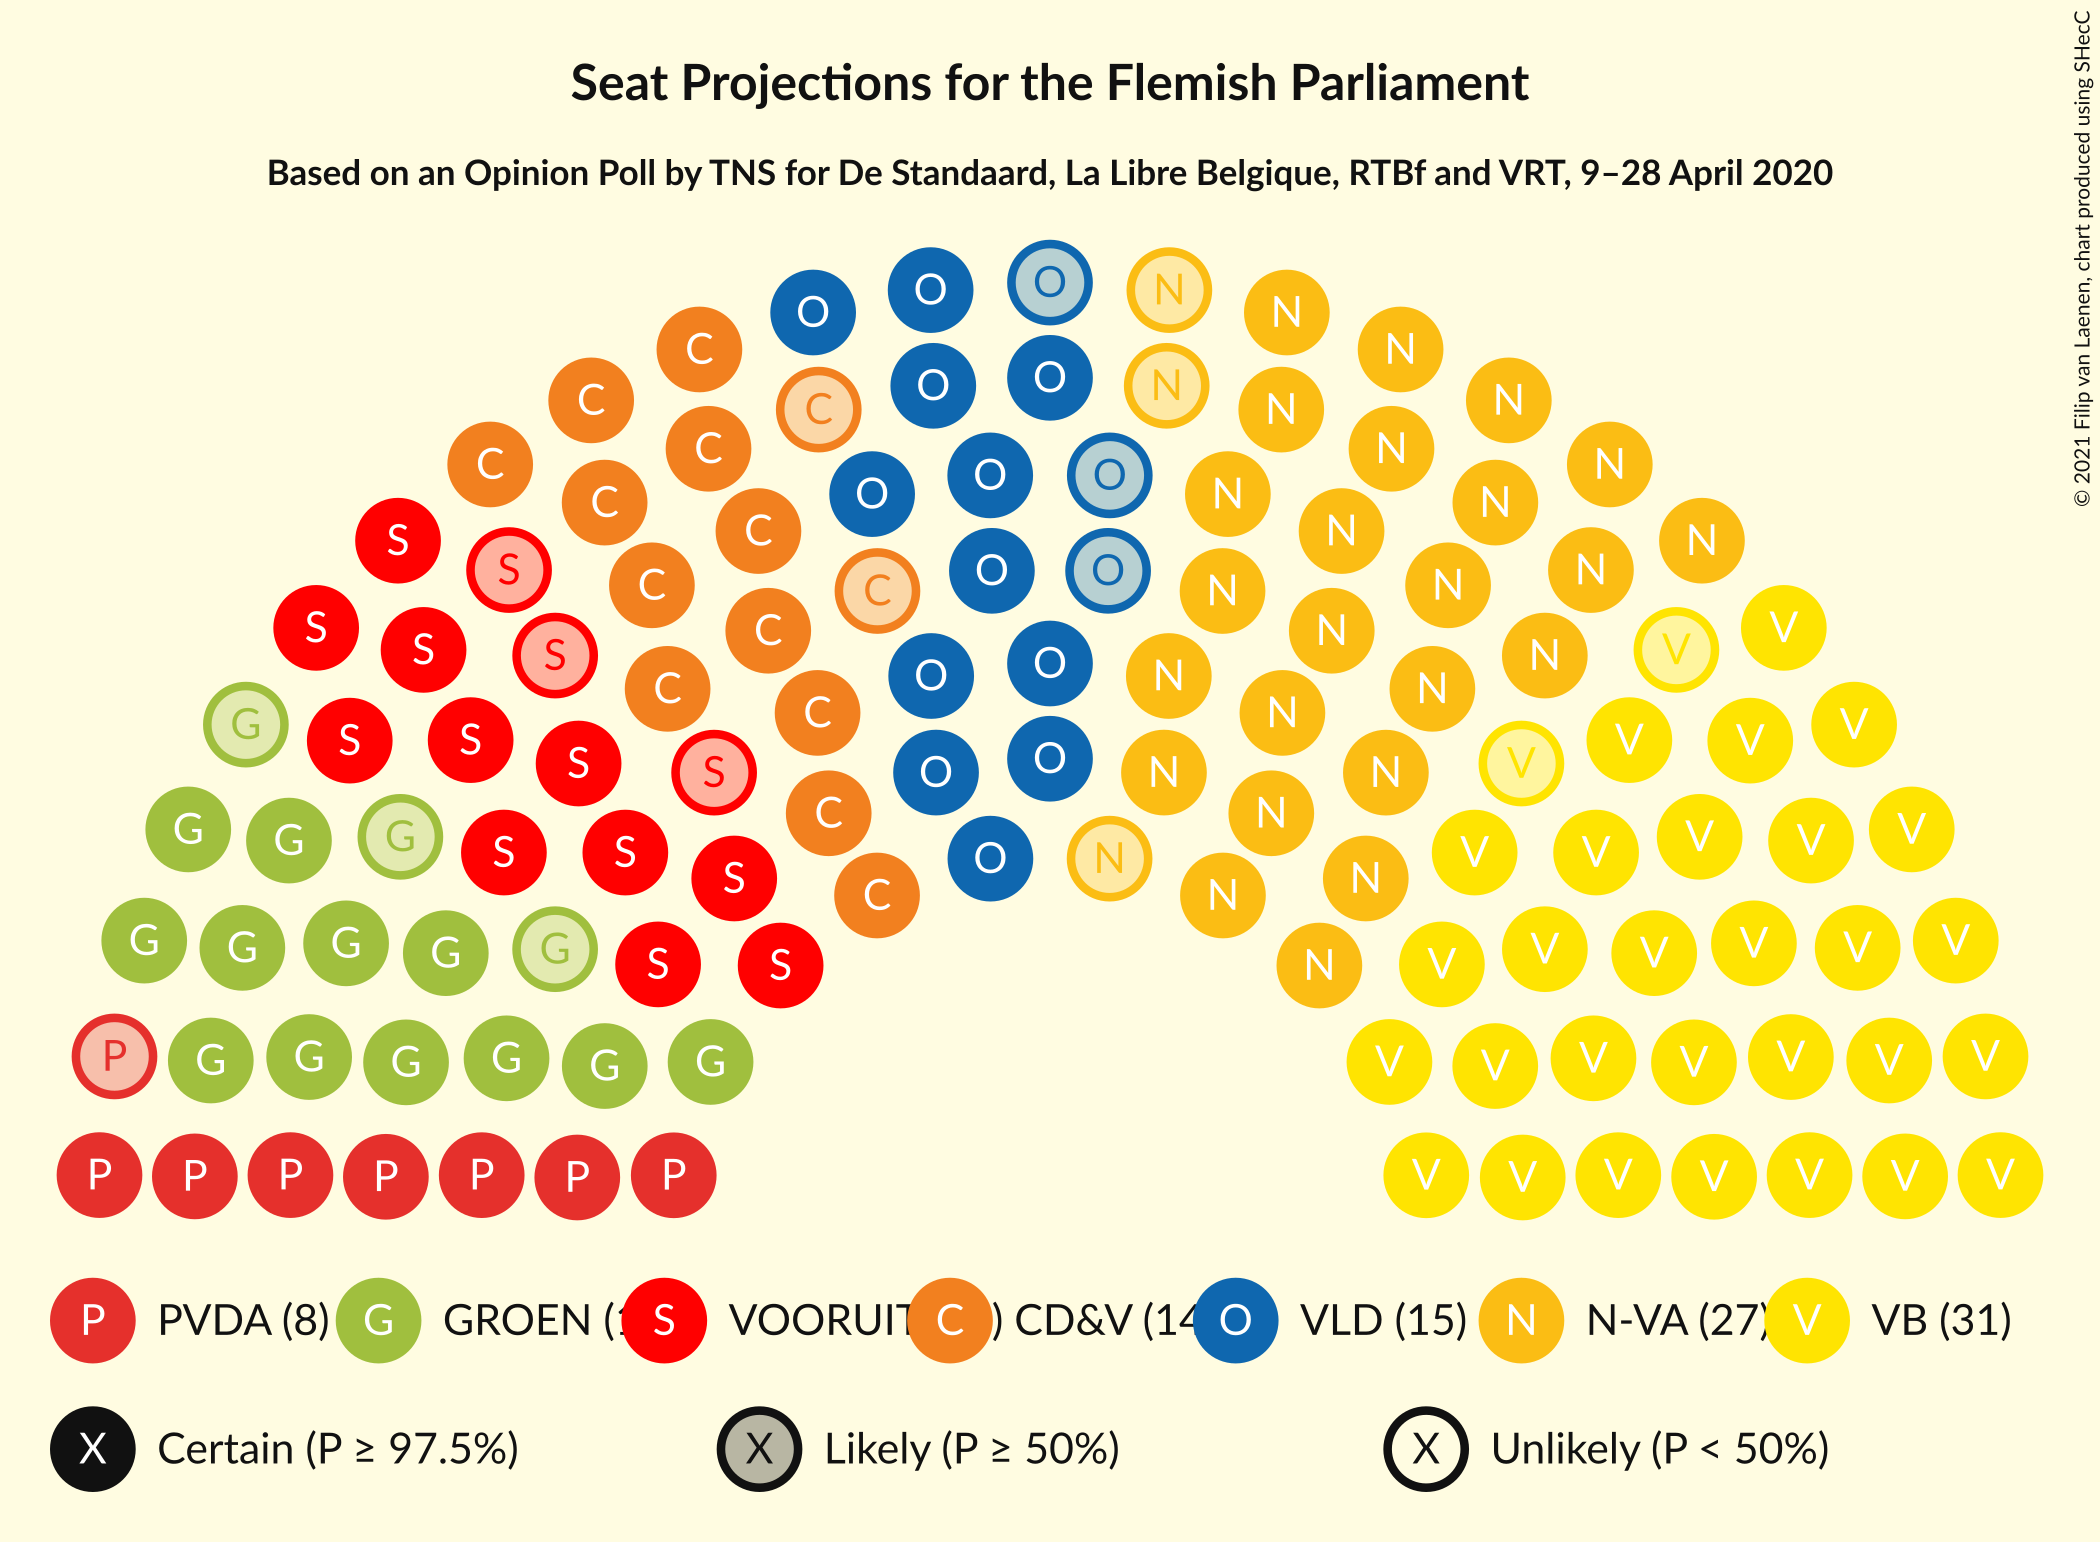 Seat Projections for the Flemish Parliament
Based on an Opinion Poll by TNS for De Standaard, La Libre Belgique, RTBf and VRT, 9–28 April 2020
© 2021 Filip van Laenen, chart produced using SHecC
O O O N N
C O O N N
C C C O O O N N N N
C C C O N N N
C C O O O N N N N
S S C C C O O N N N N N
S S S C C O O N N N N V V
G S S S S C C O O N N N N V V V V
G G G S S S C O N N N V V V V V
G G G G G S S C N N V V V V V V
P G G G G G G V V V V V V V
P P P P P P P V V V V V V V
P PVDA (8) G GROEN ( S VOORUIT C ) CD&V (14 O VLD (15) N N-VA (27) V VB (31)
X Certain (P ≥ 97.5%) X Likely (P ≥ 50%) X Unlikely (P < 50%)